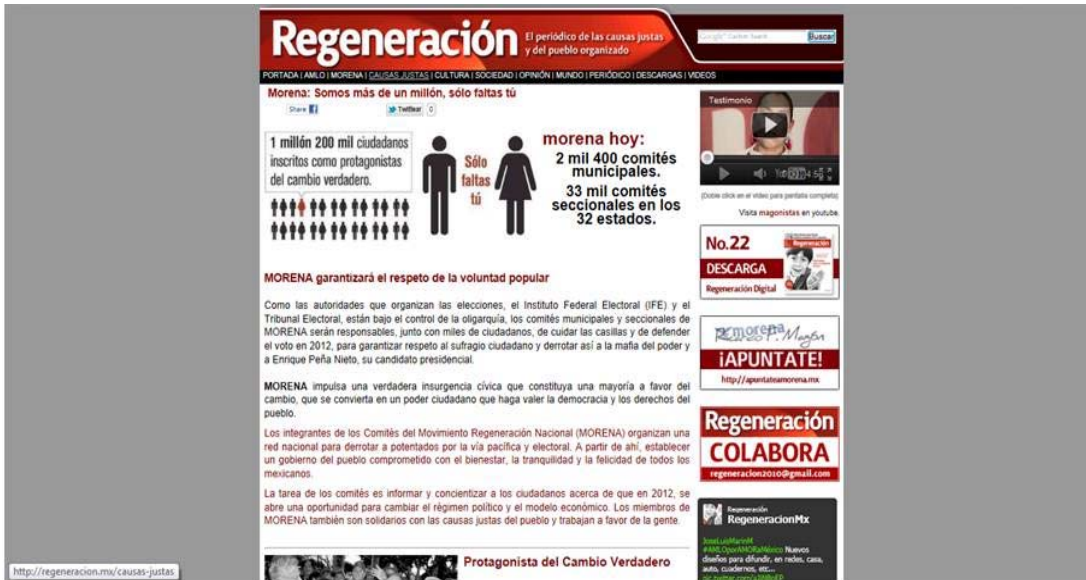 Regeneración
El periódico de las causas justas
y del pueblo organizado
Buscar
PORTADA | AMLO | MORENA | CAUSAS JUSTAS | CULTURA | SOCIEDAD | OPINIÓN | MUNDO | PERIÓDICO | DESCARGAS | VIDEOS
Morena: Somos más de un millón, sólo faltas tú
Share
Twittear 0
1 millón 200 mil ciudadanos
inscritos como protagonistas
del cambio verdadero.
Sólo
faltas
tú
morena hoy:
2 mil 400 comités
municipales.
33 mil comités
seccionales en los
32 estados.
MORENA garantizará el respeto de la voluntad popular
Como las autoridades que organizan las elecciones, el Instituto Federal Electoral (IFE) y el
Tribunal Electoral, están bajo el control de la oligarquía, los comités municipales y seccionales de
MORENA serán responsables, junto con miles de ciudadanos, de cuidar las casillas y de defender
el voto en 2012, para garantizar respeto al sufragio ciudadano y derrotar así a la mafia del poder y
a Enrique Peña Nieto, su candidato presidencial.
MORENA impulsa una verdadera insurgencia cívica que constituya una mayoría a favor del
cambio, que se convierta en un poder ciudadano que haga valer la democracia y los derechos del
pueblo.
Los integrantes de los Comités del Movimiento Regeneración Nacional (MORENA) organizan una
red nacional para derrotar a potentados por la vía pacífica y electoral. A partir de ahí, establecer
un gobierno del pueblo comprometido con el bienestar, la tranquilidad y la felicidad de todos los
mexicanos.
La tarea de los comités es informar y concientizar a los ciudadanos acerca de que en 2012, se
abre una oportunidad para cambiar el régimen político y el modelo económico. Los miembros de
MORENA también son solidarios con las causas justas del pueblo y trabajan a favor de la gente.
Protagonista del Cambio Verdadero
Testimonio
(Doble click en el video para pantalla completa)
Visita magonistas en youtube.
No.22
DESCARGA
Regeneración Digital
Regeneración
morena
¡APUNTATE!
http://apuntateamorena.mx
Regeneración
COLABORA
regeneracion2010@gmail.com
Regeneración
RegeneracionMx
JoseLuisMarinM
#AMLOporAMORaMéxico Nuevos
diseños para difundir, en redes, casa,
auto, cuadernos, etc...
http://regeneracion.mx/causas-justas